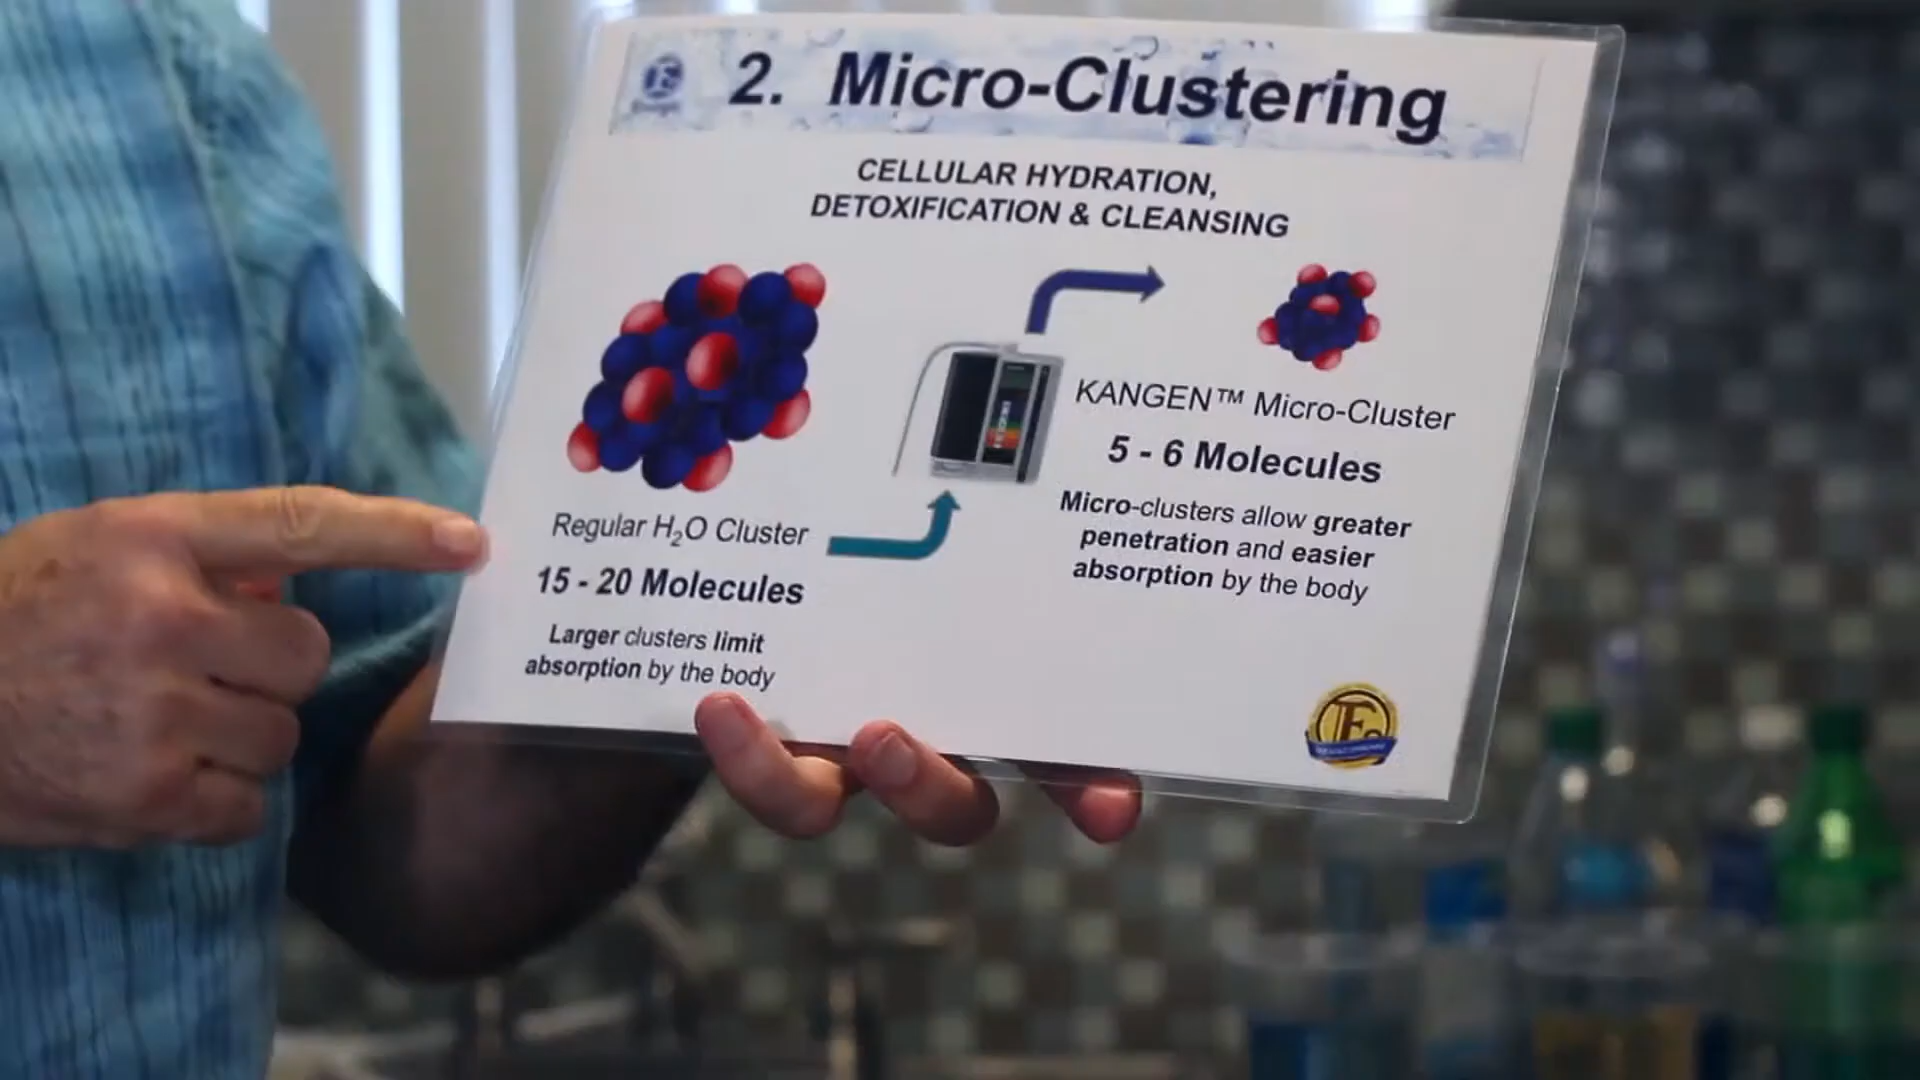 2. Micro-Clustering
CELLULAR HYDRATION,
DETOXIFICATION & CLEANSING
Regular H₂O Cluster
15 - 20 Molecules
Larger clusters limit
absorption by the body
KANGEN™ Micro-Cluster
5 - 6 Molecules
Micro-clusters allow greater
penetration and easier
absorption by the body